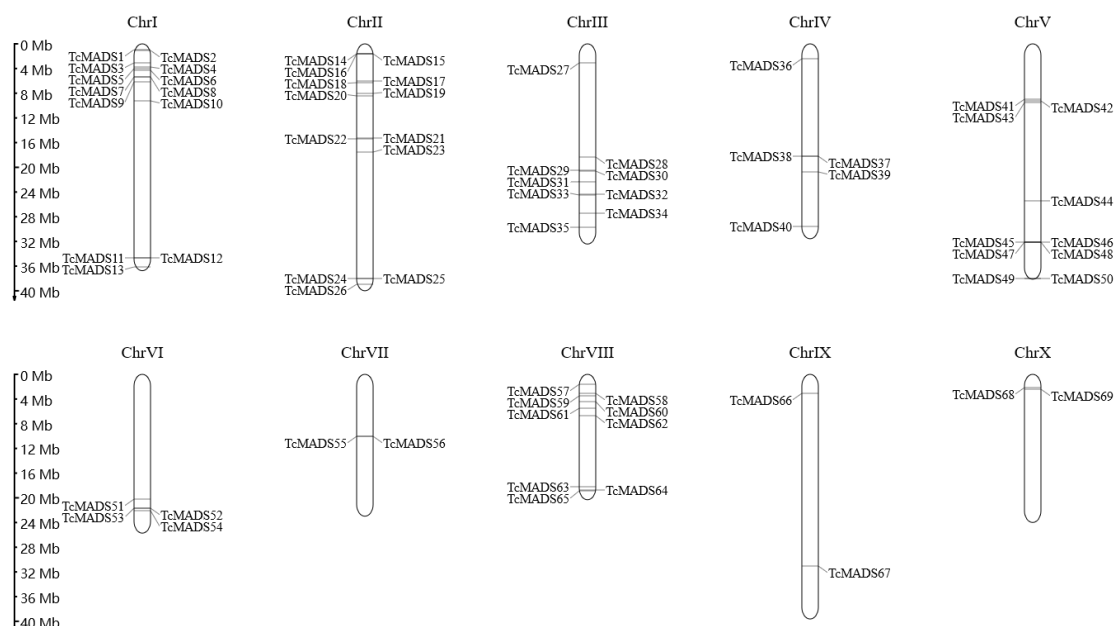 ChrI ChrII ChrIII ChrIV ChrV
0 Mb
4 Mb
8 Mb
12 Mb
16 Mb
20 Mb
24 Mb
28 Mb
32 Mb
36 Mb
40 Mb
TcMADS1 TcMADS2
TcMADS3 TcMADS4
TcMADS5 TcMADS6
TcMADS7 TcMADS8
TcMADS9 TcMADS10
TcMADS11 TcMADS12
TcMADS13
TcMADS14 TcMADS15
TcMADS16
TcMADS18 TcMADS17
TcMADS20 TcMADS19
TcMADS22 TcMADS21
TcMADS23
TcMADS24 TcMADS25
TcMADS26
TcMADS27
TcMADS28
TcMADS29 TcMADS30
TcMADS31
TcMADS33 TcMADS32
TcMADS34
TcMADS35
TcMADS36
TcMADS38 TcMADS37
TcMADS39
TcMADS40
TcMADS41 TcMADS42
TcMADS43
TcMADS44
TcMADS45 TcMADS46
TcMADS47 TcMADS48
TcMADS49 TcMADS50
ChrVI ChrVII ChrVIII ChrIX ChrX
0 Mb
4 Mb
8 Mb
12 Mb
16 Mb
20 Mb
24 Mb
28 Mb
32 Mb
36 Mb
40 Mb
TcMADS51
TcMADS53 TcMADS52
TcMADS54
TcMADS55 TcMADS56
TcMADS57
TcMADS59 TcMADS58
TcMADS61 TcMADS60
TcMADS62
TcMADS63
TcMADS65 TcMADS64
TcMADS66
TcMADS67
TcMADS68 TcMADS69